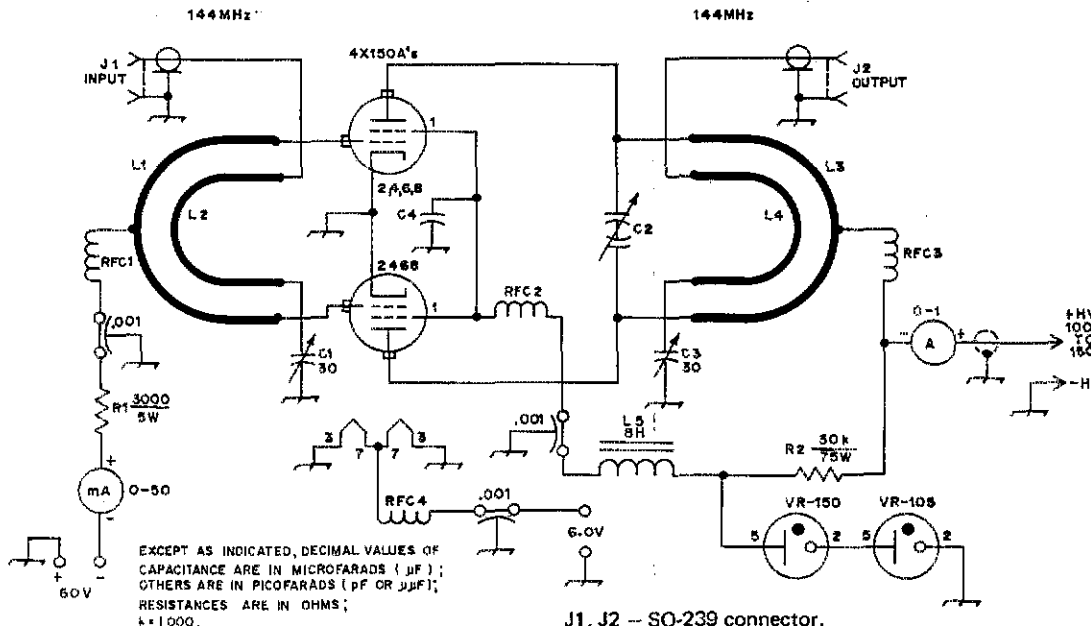 144MHz
144MHz
J1
INPUT
4X150A's
J2
OUTPUT
1
L1
L2
L3
L4
2,4,6,8
C4
C2
RFC1
2468
RFC2
RFC3
1
0-1
.001
C1
30
C3
30
- A +
+HV
R1 3000
5W
3 7 7 3
.001
L5
8H
R2 50k
75W
+
mA 0-50
-
RFC4
.001
6.0V
VR-150
VR-105
5 2 5 2
+ -
60V
EXCEPT AS INDICATED, DECIMAL VALUES OF
CAPACITANCE ARE IN MICROFARADS ( µF ) ;
OTHERS ARE IN PICOFARADS ( pF OR µµF);
RESISTANCES ARE IN OHMS ;
k=1000.
J1, J2 — SO-239 connector.